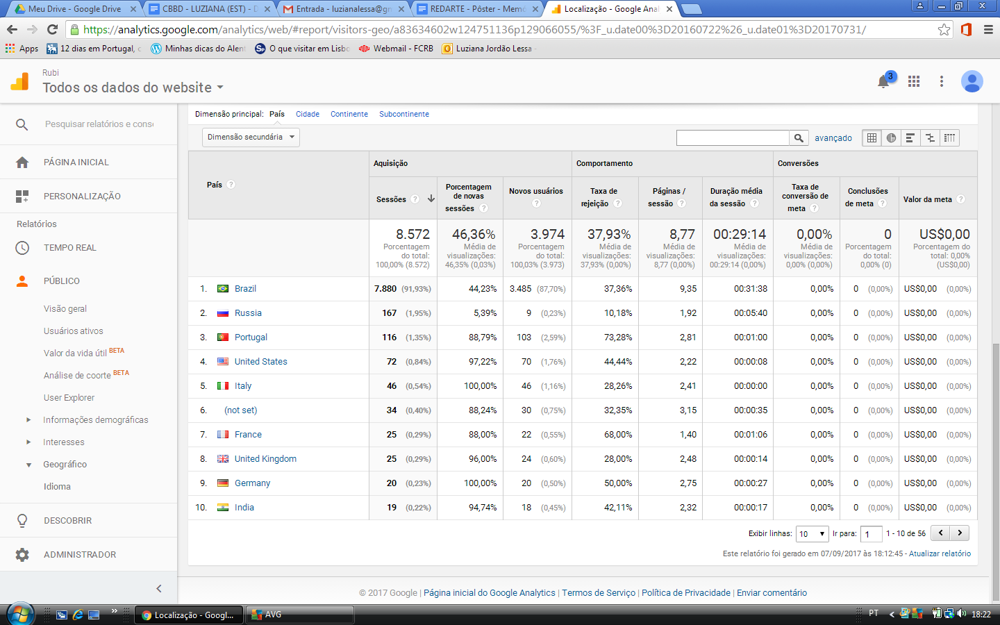 Meu Drive - Google Drive
CBBD - LUZIANA (EST) - D
Entrada - luzianalessa@gm
REDARTE - Pôster - Memó
Localização - Google Anal
https://analytics.google.com/analytics/web/#report/visitors-geo/a83634602w124751136p129066055/%3F_u.date00%3D20160722%26_u.date01%3D20170731/
Apps
12 dias em Portugal, c
Minhas dicas do Alent
O que visitar em Lisbo
Webmail - FCRB
Luziana Jordão Lessa -
Rubi
Todos os dados do website
3
Pesquisar relatórios e cons
PÁGINA INICIAL
PERSONALIZAÇÃO
Relatórios
TEMPO REAL
PÚBLICO
Visão geral
Usuários ativos
Valor da vida útil BETA
Análise de coorte BETA
User Explorer
Informações demográficas
Interesses
Geográfico
Idioma
DESCOBRIR
ADMINISTRADOR
Dimensão principal: País Cidade Continente Subcontinente
Dimensão secundária
avançado
País ?
Aquisição Comportamento Conversões
Sessões ?
Porcentagem
de novas
sessões ?
Novos usuários
?
Taxa de
rejeição ?
Páginas /
sessão ?
Duração média
da sessão ?
Taxa de
conversão de
meta ?
Conclusões
de meta ?
Valor da meta ?
8.572
Porcentagem
do total:
100,00% (8.572)
46,36%
Média de
visualizações:
46,35% (0,03%)
3.974
Porcentagem
do total:
100,03% (3.973)
37,93%
Média de
visualizações:
37,93% (0,00%)
8,77
Média de
visualizações:
8,77 (0,00%)
00:29:14
Média de
visualizações:
00:29:14 (0,00%)
0,00%
Média de
visualizações:
0,00% (0,00%)
0
Porcentagem
do total:
0,00% (0)
US$0,00
Porcentagem do
total: 0,00%
(US$0,00)
1. Brazil 7.880 (91,93%) 44,23% 3.485 (87,70%) 37,36% 9,35 00:31:38 0,00% 0 (0,00%) US$0,00 (0,00%)
2. Russia 167 (1,95%) 5,39% 9 (0,23%) 10,18% 1,92 00:05:40 0,00% 0 (0,00%) US$0,00 (0,00%)
3. Portugal 116 (1,35%) 88,79% 103 (2,59%) 73,28% 2,81 00:01:00 0,00% 0 (0,00%) US$0,00 (0,00%)
4. United States 72 (0,84%) 97,22% 70 (1,76%) 44,44% 2,22 00:00:08 0,00% 0 (0,00%) US$0,00 (0,00%)
5. Italy 46 (0,54%) 100,00% 46 (1,16%) 28,26% 2,41 00:00:00 0,00% 0 (0,00%) US$0,00 (0,00%)
6. (not set) 34 (0,40%) 88,24% 30 (0,75%) 32,35% 3,15 00:00:35 0,00% 0 (0,00%) US$0,00 (0,00%)
7. France 25 (0,29%) 88,00% 22 (0,55%) 68,00% 1,40 00:01:06 0,00% 0 (0,00%) US$0,00 (0,00%)
8. United Kingdom 25 (0,29%) 96,00% 24 (0,60%) 28,00% 2,48 00:00:14 0,00% 0 (0,00%) US$0,00 (0,00%)
9. Germany 20 (0,23%) 100,00% 20 (0,50%) 50,00% 2,75 00:00:27 0,00% 0 (0,00%) US$0,00 (0,00%)
10. India 19 (0,22%) 94,74% 18 (0,45%) 42,11% 2,32 00:00:17 0,00% 0 (0,00%) US$0,00 (0,00%)
Exibir linhas: 10 Ir para: 1 1 - 10 de 56
Este relatório foi gerado em 07/09/2017 às 18:12:45 - Atualizar relatório
© 2017 Google | Página inicial do Google Analytics | Termos de Serviço | Política de Privacidade | Enviar comentário
Localização - Googl...
AVG
PT
18:22